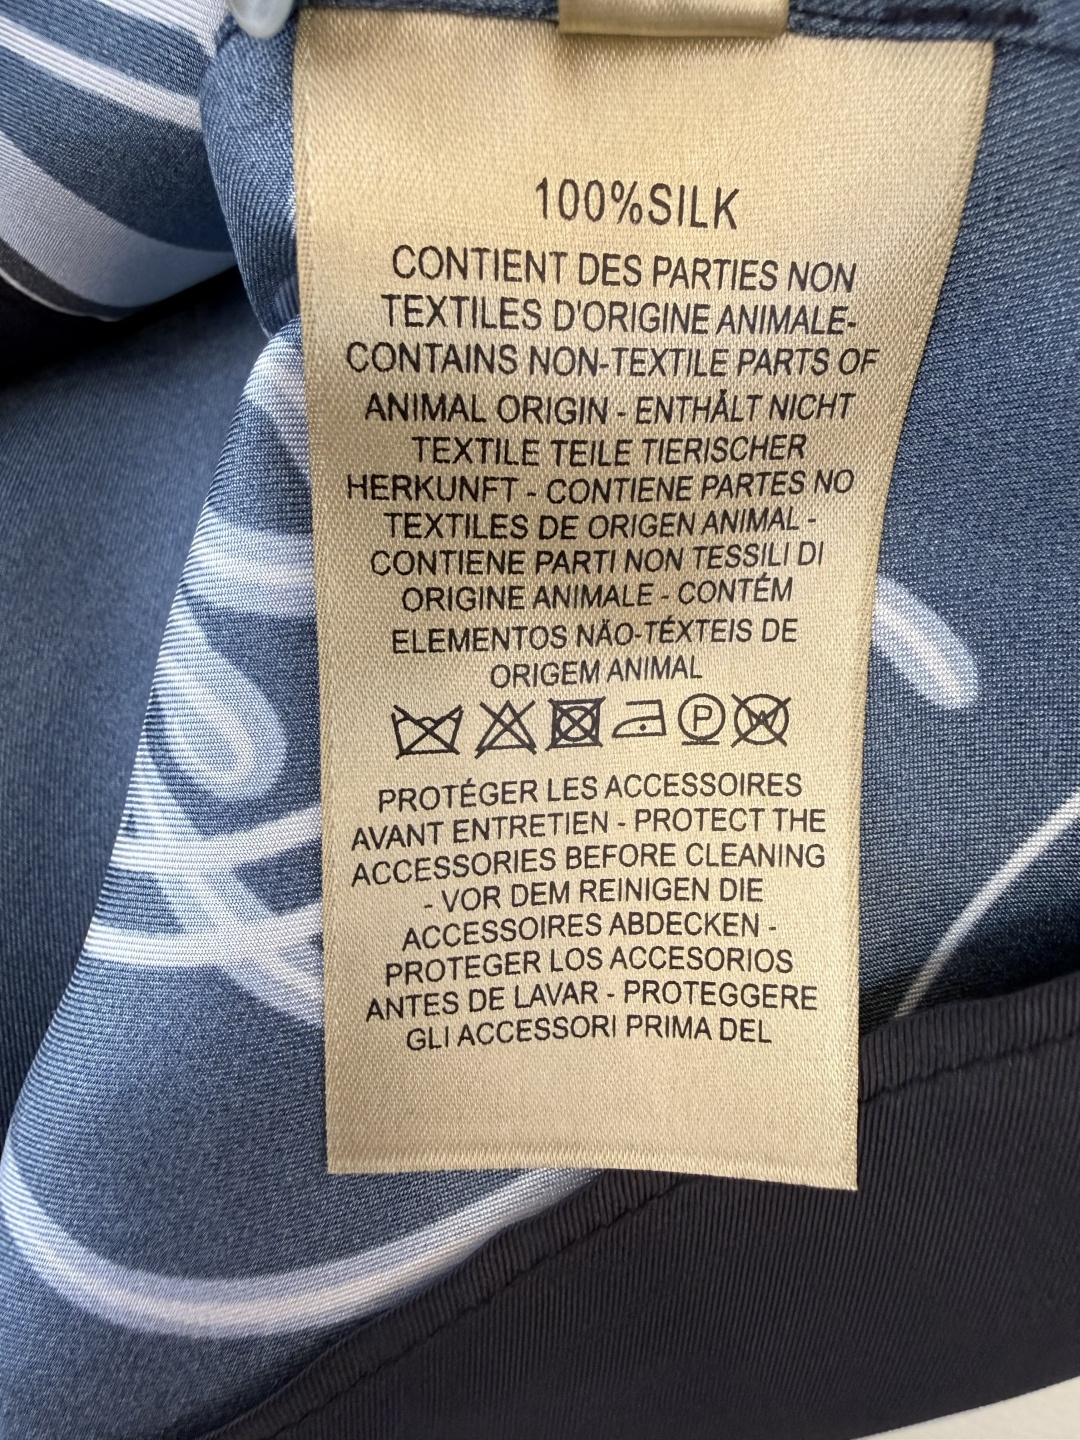 100%SILK
CONTIENT DES PARTIES NON
TEXTILES D'ORIGINE ANIMALE-
CONTAINS NON-TEXTILE PARTS OF
ANIMAL ORIGIN - ENTHÅLT NICHT
TEXTILE TEILE TIERISCHER
HERKUNFT - CONTIENE PARTES NO
TEXTILES DE ORIGEN ANIMAL -
CONTIENE PARTI NON TESSILI DI
ORIGINE ANIMALE - CONTÉM
ELEMENTOS NÄO-TÉXTEIS DE
ORIGEM ANIMAL
P W
PROTÉGER LES ACCESSOIRES
AVANT ENTRETIEN - PROTECT THE
ACCESSORIES BEFORE CLEANING
- VOR DEM REINIGEN DIE
ACCESSOIRES ABDECKEN -
PROTEGER LOS ACCESORIOS
ANTES DE LAVAR - PROTEGGERE
GLI ACCESSORI PRIMA DEL